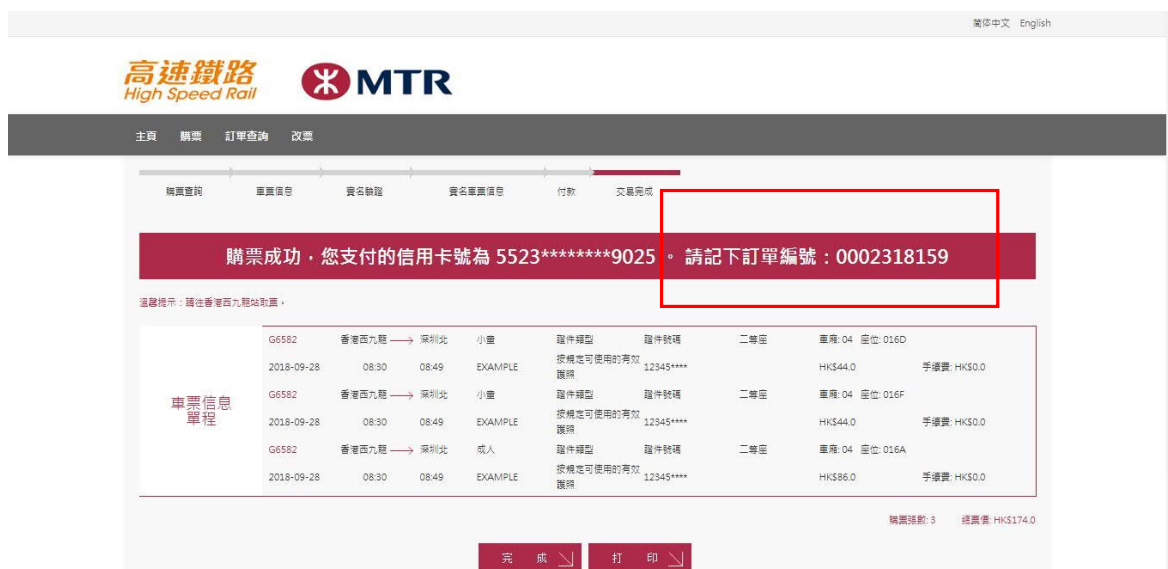 简体中文 English
高速鐵路
High Speed Rail
MTR
主頁 購票 訂單查詢 改票
購票查詢 車票信息 實名驗證 實名車票信息 付款 交易完成
購票成功，您支付的信用卡號為 5523********9025 。 請記下訂單編號：0002318159
溫馨提示：請往香港西九龍站取票。
車票信息
單程
G6582 香港西九龍 → 深圳北 小童 證件類型 證件號碼 二等座 車廂: 04 座位: 016D
2018-09-28 08:30 08:49 EXAMPLE 按規定可使用的有效護照 12345**** HK$44.0 手續費: HK$0.0
G6582 香港西九龍 → 深圳北 小童 證件類型 證件號碼 二等座 車廂: 04 座位: 016F
2018-09-28 08:30 08:49 EXAMPLE 按規定可使用的有效護照 12345**** HK$44.0 手續費: HK$0.0
G6582 香港西九龍 → 深圳北 成人 證件類型 證件號碼 二等座 車廂: 04 座位: 016A
2018-09-28 08:30 08:49 EXAMPLE 按規定可使用的有效護照 12345**** HK$86.0 手續費: HK$0.0
購票張數: 3 總票價: HK$174.0
完 成 打 印